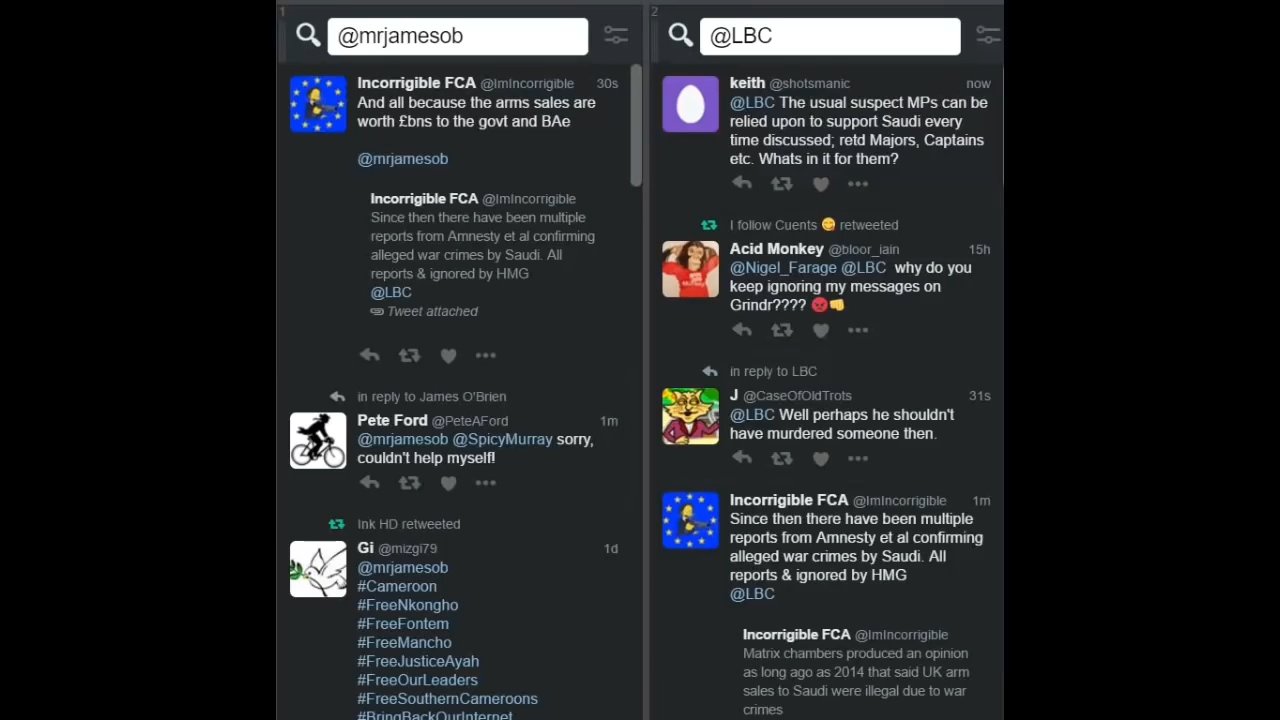 1
@mrjamesob
Incorrigible FCA @ImIncorrigible 30s
And all because the arms sales are
worth £bns to the govt and BAe
@mrjamesob
Incorrigible FCA @ImIncorrigible
Since then there have been multiple
reports from Amnesty et al confirming
alleged war crimes by Saudi. All
reports & ignored by HMG
@LBC
Tweet attached
in reply to James O'Brien
Pete Ford @PeteAFord 1m
@mrjamesob @SpicyMurray sorry,
couldn't help myself!
Ink HD retweeted
Gi @mizgi79 1d
@mrjamesob
#Cameroon
#FreeNkongho
#FreeFontem
#FreeMancho
#FreeJusticeAyah
#FreeOurLeaders
#FreeSouthernCameroons
#BringBackOurInternet
2
@LBC
keith @shotsmanic now
@LBC The usual suspect MPs can be
relied upon to support Saudi every
time discussed; retd Majors, Captains
etc. Whats in it for them?
I follow Cuents 😋 retweeted
Acid Monkey @bloor_iain 15h
@Nigel_Farage @LBC why do you
keep ignoring my messages on
Grindr???? 😡👊
in reply to LBC
J @CaseOfOldTrots 31s
@LBC Well perhaps he shouldn't
have murdered someone then.
Incorrigible FCA @ImIncorrigible 1m
Since then there have been multiple
reports from Amnesty et al confirming
alleged war crimes by Saudi. All
reports & ignored by HMG
@LBC
Incorrigible FCA @ImIncorrigible
Matrix chambers produced an opinion
as long ago as 2014 that said UK arm
sales to Saudi were illegal due to war
crimes